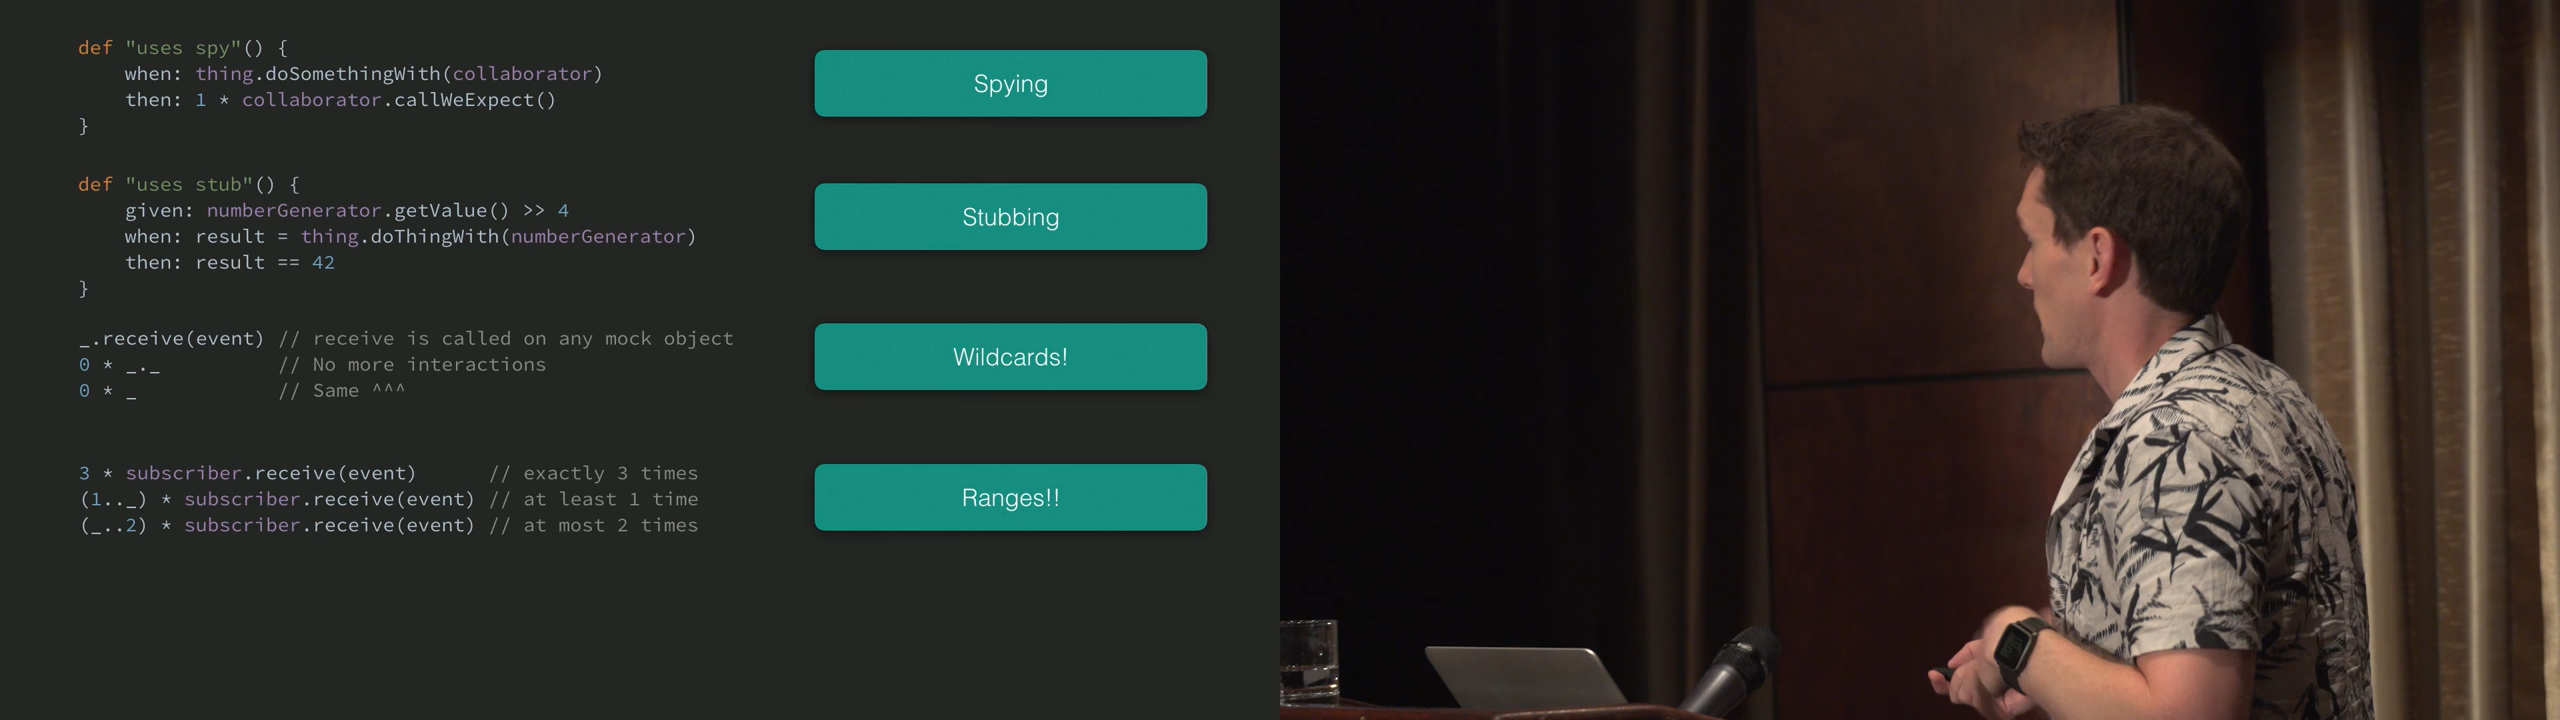 def "uses spy"() {
    when: thing.doSomethingWith(collaborator)
    then: 1 * collaborator.callWeExpect()
}
Spying
def "uses stub"() {
    given: numberGenerator.getValue() >> 4
    when: result = thing.doThingWith(numberGenerator)
    then: result == 42
}
Stubbing
_.receive(event) // receive is called on any mock object
0 * _._          // No more interactions
0 * _            // Same ^^^
Wildcards!
3 * subscriber.receive(event)      // exactly 3 times
(1.._) * subscriber.receive(event) // at least 1 time
(_..2) * subscriber.receive(event) // at most 2 times
Ranges!!